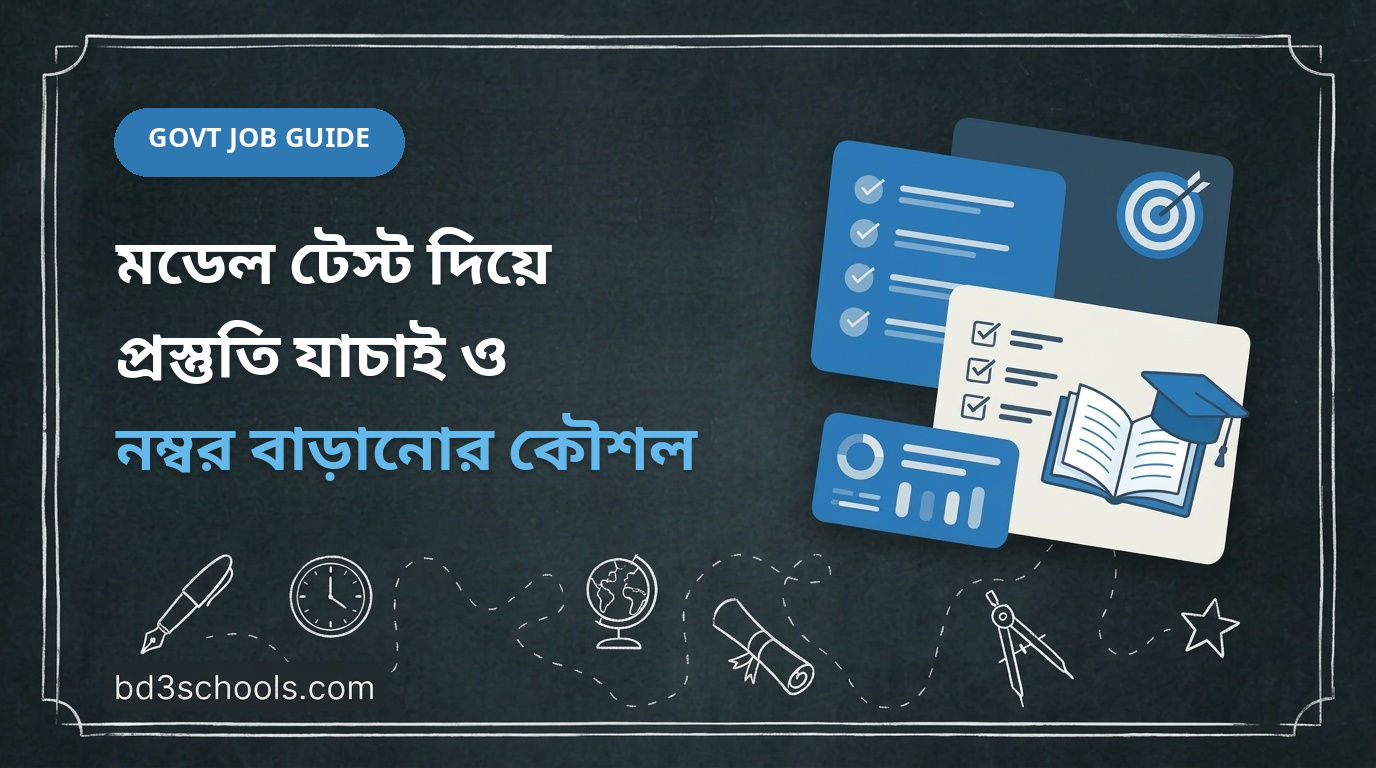 GOVT JOB GUIDE
মডেল টেস্ট দিয়ে
প্রস্তুতি যাচাই ও
নম্বর বাড়ানোর কৌশল
bd3schools.com